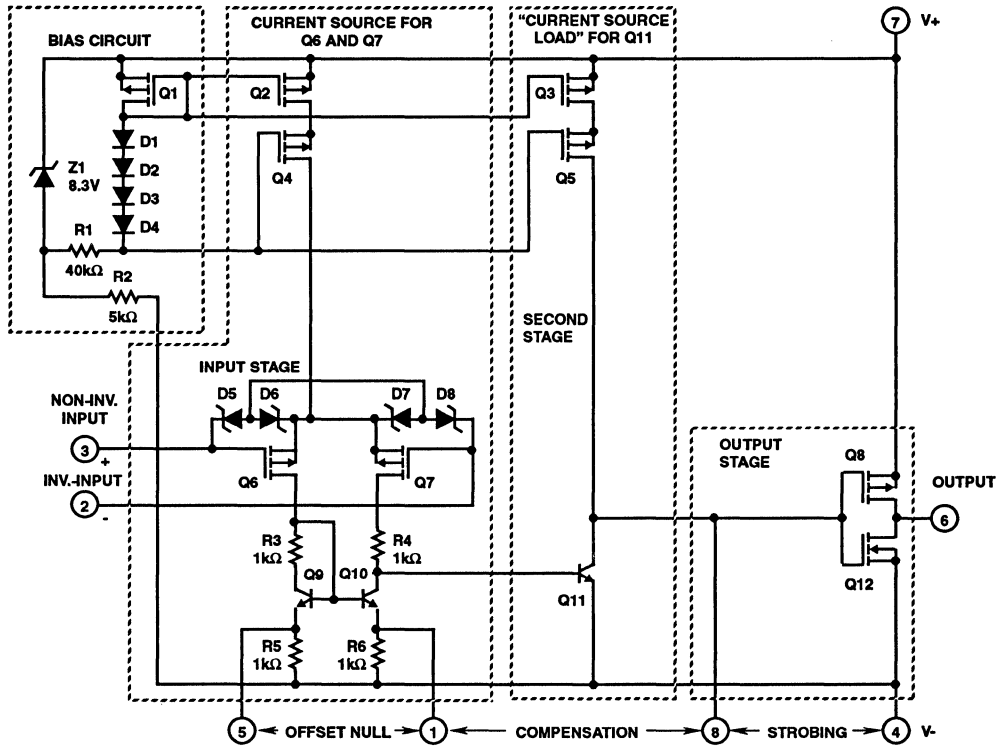 BIAS CIRCUIT
CURRENT SOURCE FOR
Q6 AND Q7
“CURRENT SOURCE
LOAD” FOR Q11
7
V+
Q1
Q2
Q3
D1
D2
D3
D4
Z1
8.3V
Q4
Q5
R1
40kΩ
R2
5kΩ
SECOND
STAGE
INPUT STAGE
D5
D6
D7
D8
NON-INV.
INPUT
3
+
INV.-INPUT
2
-
Q6
Q7
OUTPUT
STAGE
Q8
OUTPUT
6
R3
1kΩ
R4
1kΩ
Q9
Q10
Q11
Q12
R5
1kΩ
R6
1kΩ
5
OFFSET NULL
1
COMPENSATION
8
STROBING
4
V-